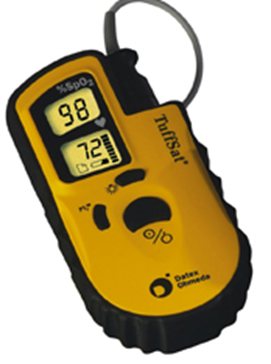 %SpO2
98
72
TuffSat®
Datex
Ohmeda